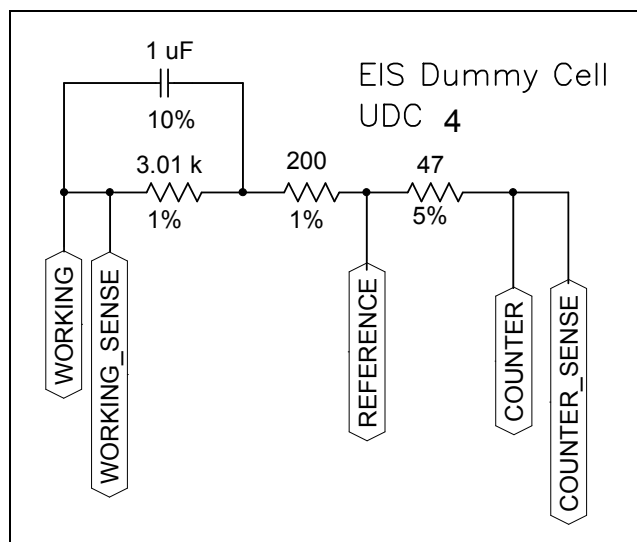 1 uF
10%
EIS Dummy Cell
UDC 4
3.01 k
1%
200
1%
47
5%
WORKING
WORKING_SENSE
REFERENCE
COUNTER
COUNTER_SENSE